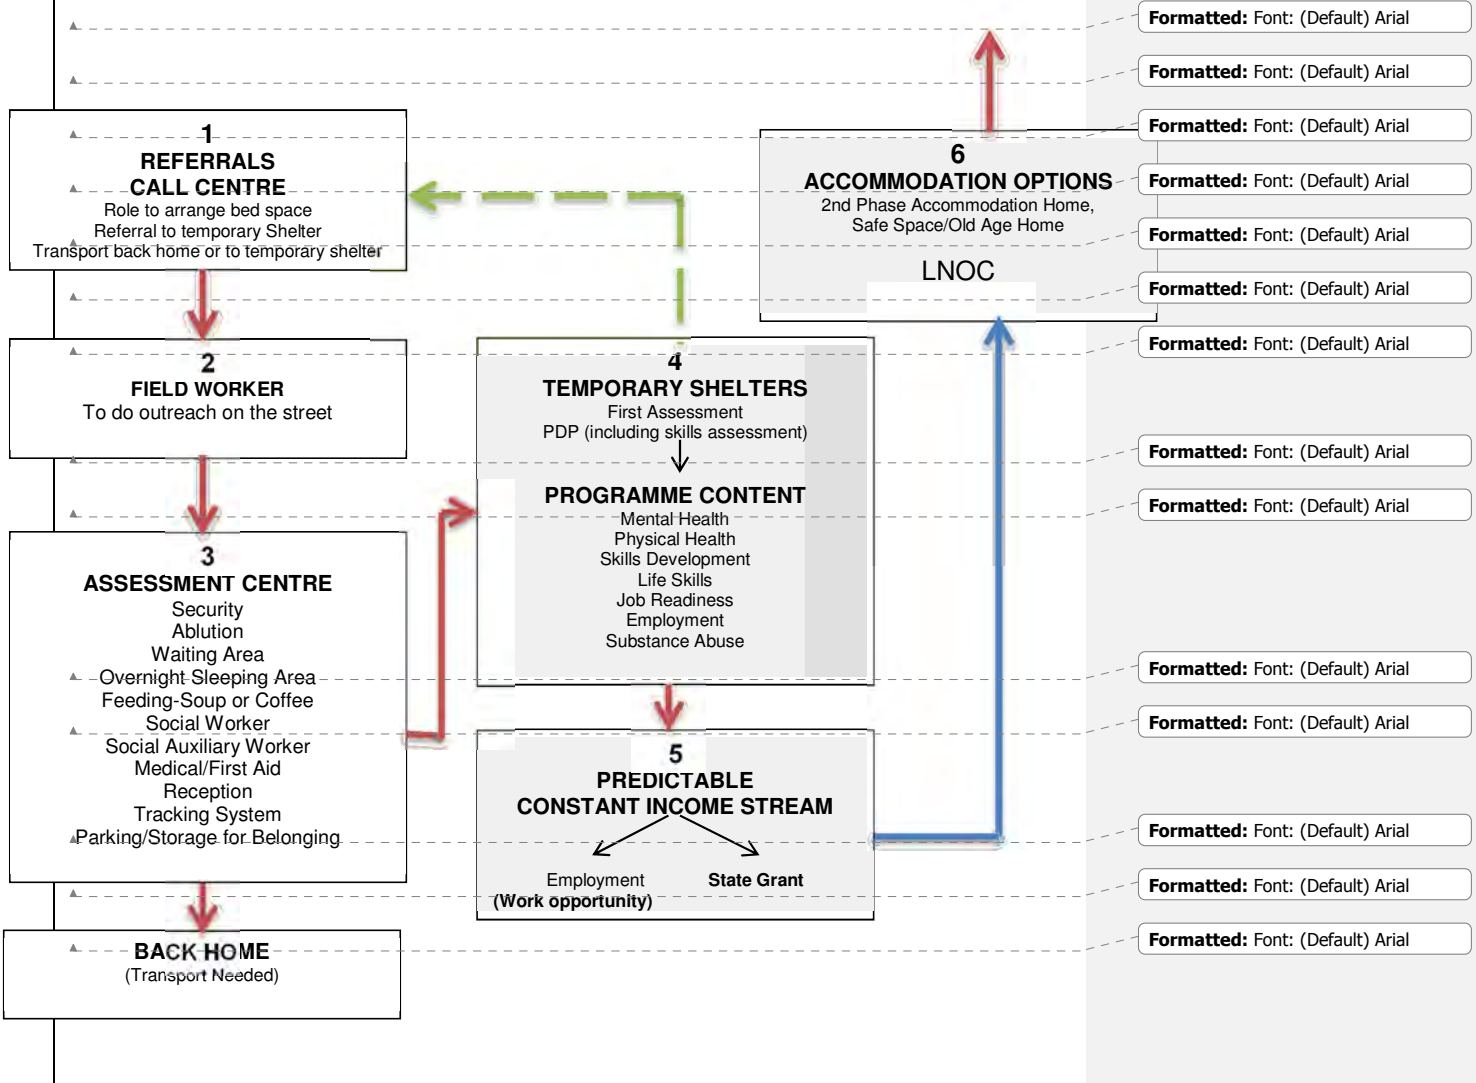 1
REFERRALS
CALL CENTRE
Role to arrange bed space
Referral to temporary Shelter
Transport back home or to temporary shelter
2
FIELD WORKER
To do outreach on the street
3
ASSESSMENT CENTRE
Security
Ablution
Waiting Area
Overnight Sleeping Area
Feeding-Soup or Coffee
Social Worker
Social Auxiliary Worker
Medical/First Aid
Reception
Tracking System
Parking/Storage for Belonging
BACK HOME
(Transport Needed)
4
TEMPORARY SHELTERS
First Assessment
PDP (including skills assessment)
PROGRAMME CONTENT
Mental Health
Physical Health
Skills Development
Life Skills
Job Readiness
Employment
Substance Abuse
5
PREDICTABLE
CONSTANT INCOME STREAM
Employment
(Work opportunity)
State Grant
6
ACCOMMODATION OPTIONS
2nd Phase Accommodation Home,
Safe Space/Old Age Home
LNOC
Formatted: Font: (Default) Arial
Formatted: Font: (Default) Arial
Formatted: Font: (Default) Arial
Formatted: Font: (Default) Arial
Formatted: Font: (Default) Arial
Formatted: Font: (Default) Arial
Formatted: Font: (Default) Arial
Formatted: Font: (Default) Arial
Formatted: Font: (Default) Arial
Formatted: Font: (Default) Arial
Formatted: Font: (Default) Arial
Formatted: Font: (Default) Arial
Formatted: Font: (Default) Arial
Formatted: Font: (Default) Arial